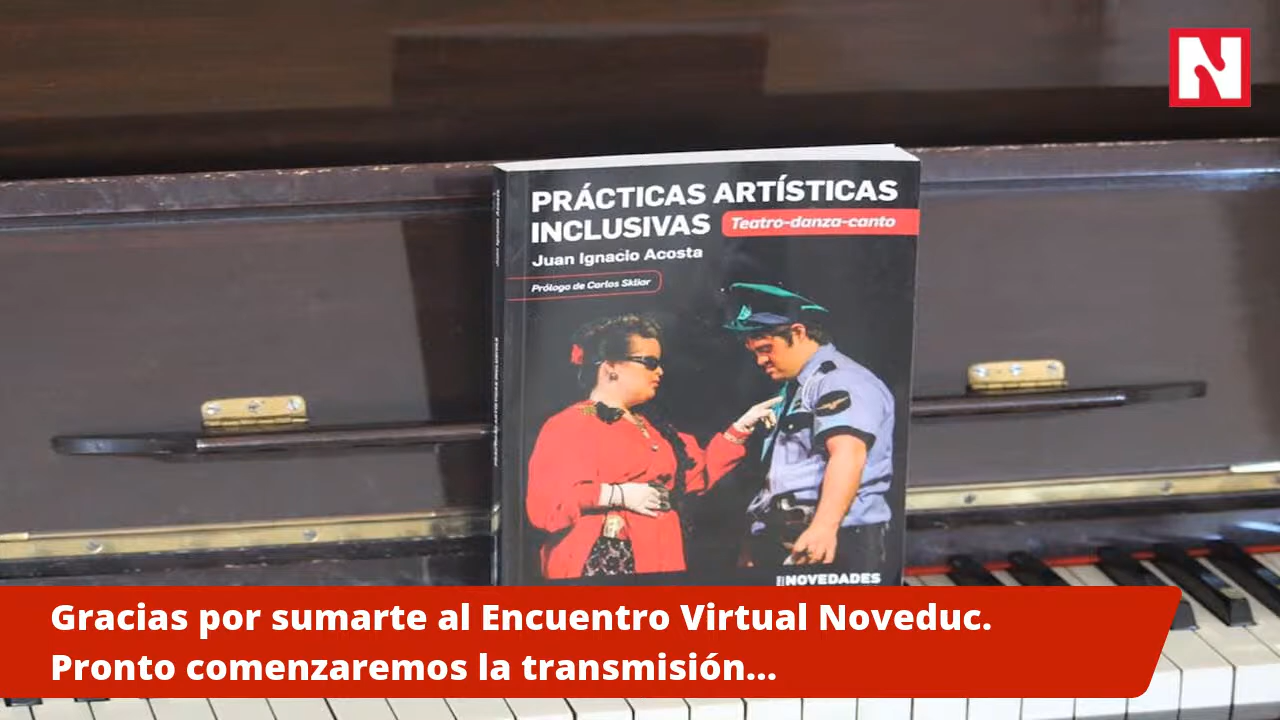 N
PRÁCTICAS ARTÍSTICAS
INCLUSIVAS Teatro-danza-canto
Juan Ignacio Acosta
Prólogo de Carlos Skliar
NOVEDADES
Gracias por sumarte al Encuentro Virtual Noveduc.
Pronto comenzaremos la transmisión...